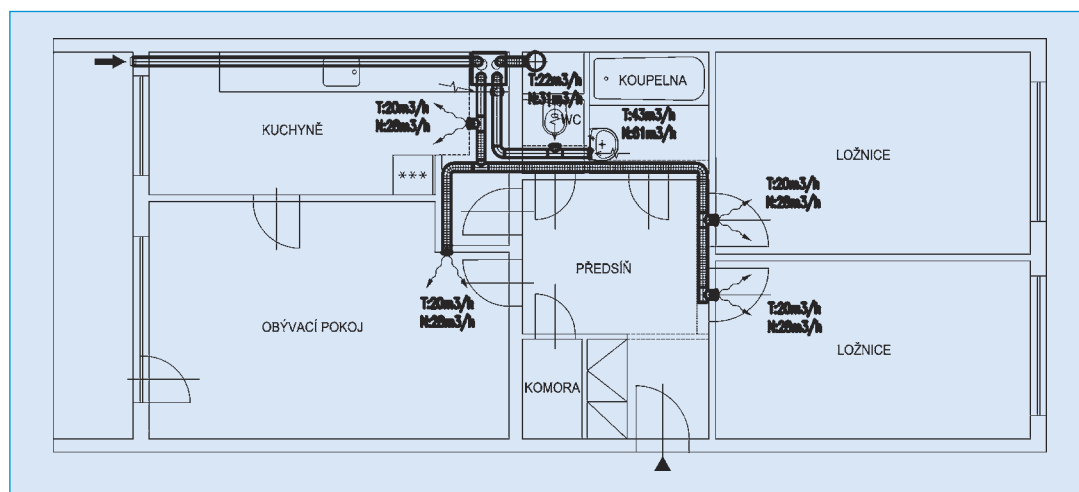 T:22m3/h
N:31m3/h
KOUPELNA
T:20m3/h
N:28m3/h
T:43m3/h
N:61m3/h
WC
KUCHYNĚ
LOŽNICE
***
T:20m3/h
N:28m3/h
PŘEDSÍŇ
T:20m3/h
N:28m3/h
T:20m3/h
N:28m3/h
OBÝVACÍ POKOJ
LOŽNICE
KOMORA